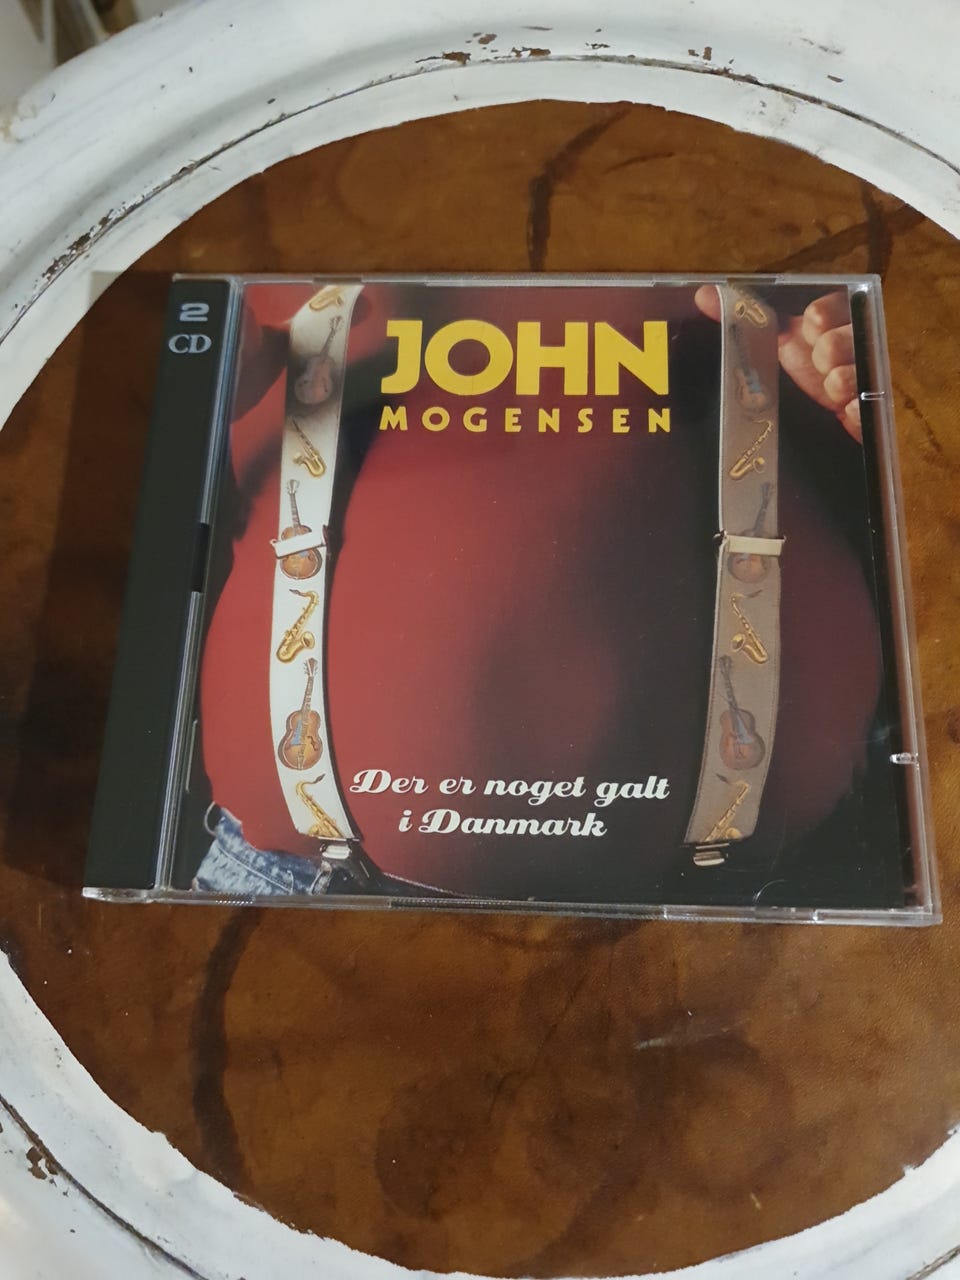 2
CD
JOHN
MOGENSEN
Der er noget galt
i Danmark